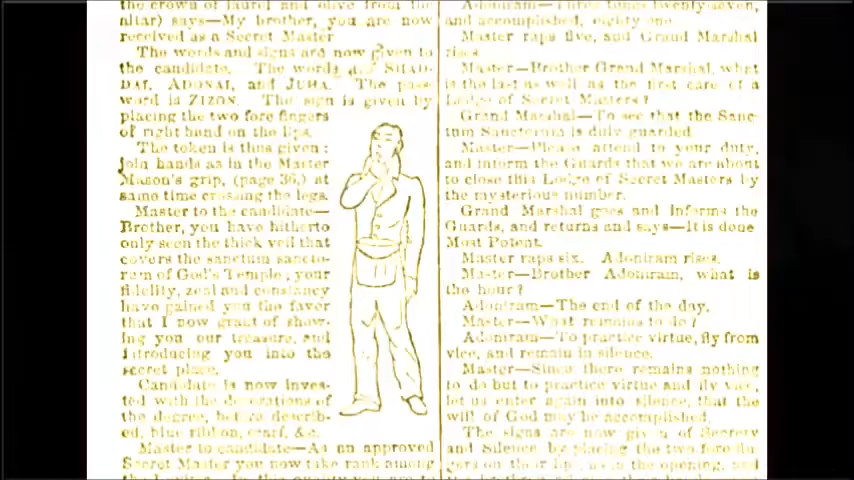 the crown of laurel and olive from the
altar) says—My brother, you are now
received as a Secret Master
The words and signs are now given to
the candidate. The words are SHAD-
DAI, ADONAI, and JUHA. The pass
word is ZIZON. The sign is given by
placing the two fore fingers
of right hand on the lips.
The token is thus given:
join hands as in the Master
Mason's grip, (page 36,) at
same time crossing the legs.
Master to the candidate—
Brother, you have hitherto
only seen the thick veil that
covers the sanctum sancto-
rum of God's Temple; your
fidelity, zeal and constancy
have gained you the favor
that I now grant of show-
ing you our treasure, and
introducing you into the
secret place.
Candidate is now inves-
ted with the decorations of
the degree, before describ-
ed, blue ribbon, scarf, &c.
Master to candidate—As an approved
Secret Master you now take rank among
Adoniram—Three times twenty-seven,
and accomplished, eighty one.
Master raps five, and Grand Marshal
rises.
Master—Brother Grand Marshal, what
is the last as well as the first care of a
Lodge of Secret Masters?
Grand Marshal—To see that the Sanc-
tum Sanctorum is duly guarded
Master—Please attend to your duty,
and inform the Guards that we are about
to close this Lodge of Secret Masters by
the mysterious number.
Grand Marshal goes and informs the
Guards, and returns and says—It is done
Most Potent.
Master raps six. Adoniram rises.
Master—Brother Adoniram, what is
the hour?
Adoniram—The end of the day.
Master—What remains to do?
Adoniram—To practice virtue, fly from
vice, and remain in silence.
Master—Since there remains nothing
to do but to practice virtue and fly vice,
let us enter again into silence, that the
will of God may be accomplished.
The signs are now given of Secrecy
and Silence, by placing the two fore fin-
gers on their lips, as in the opening, and